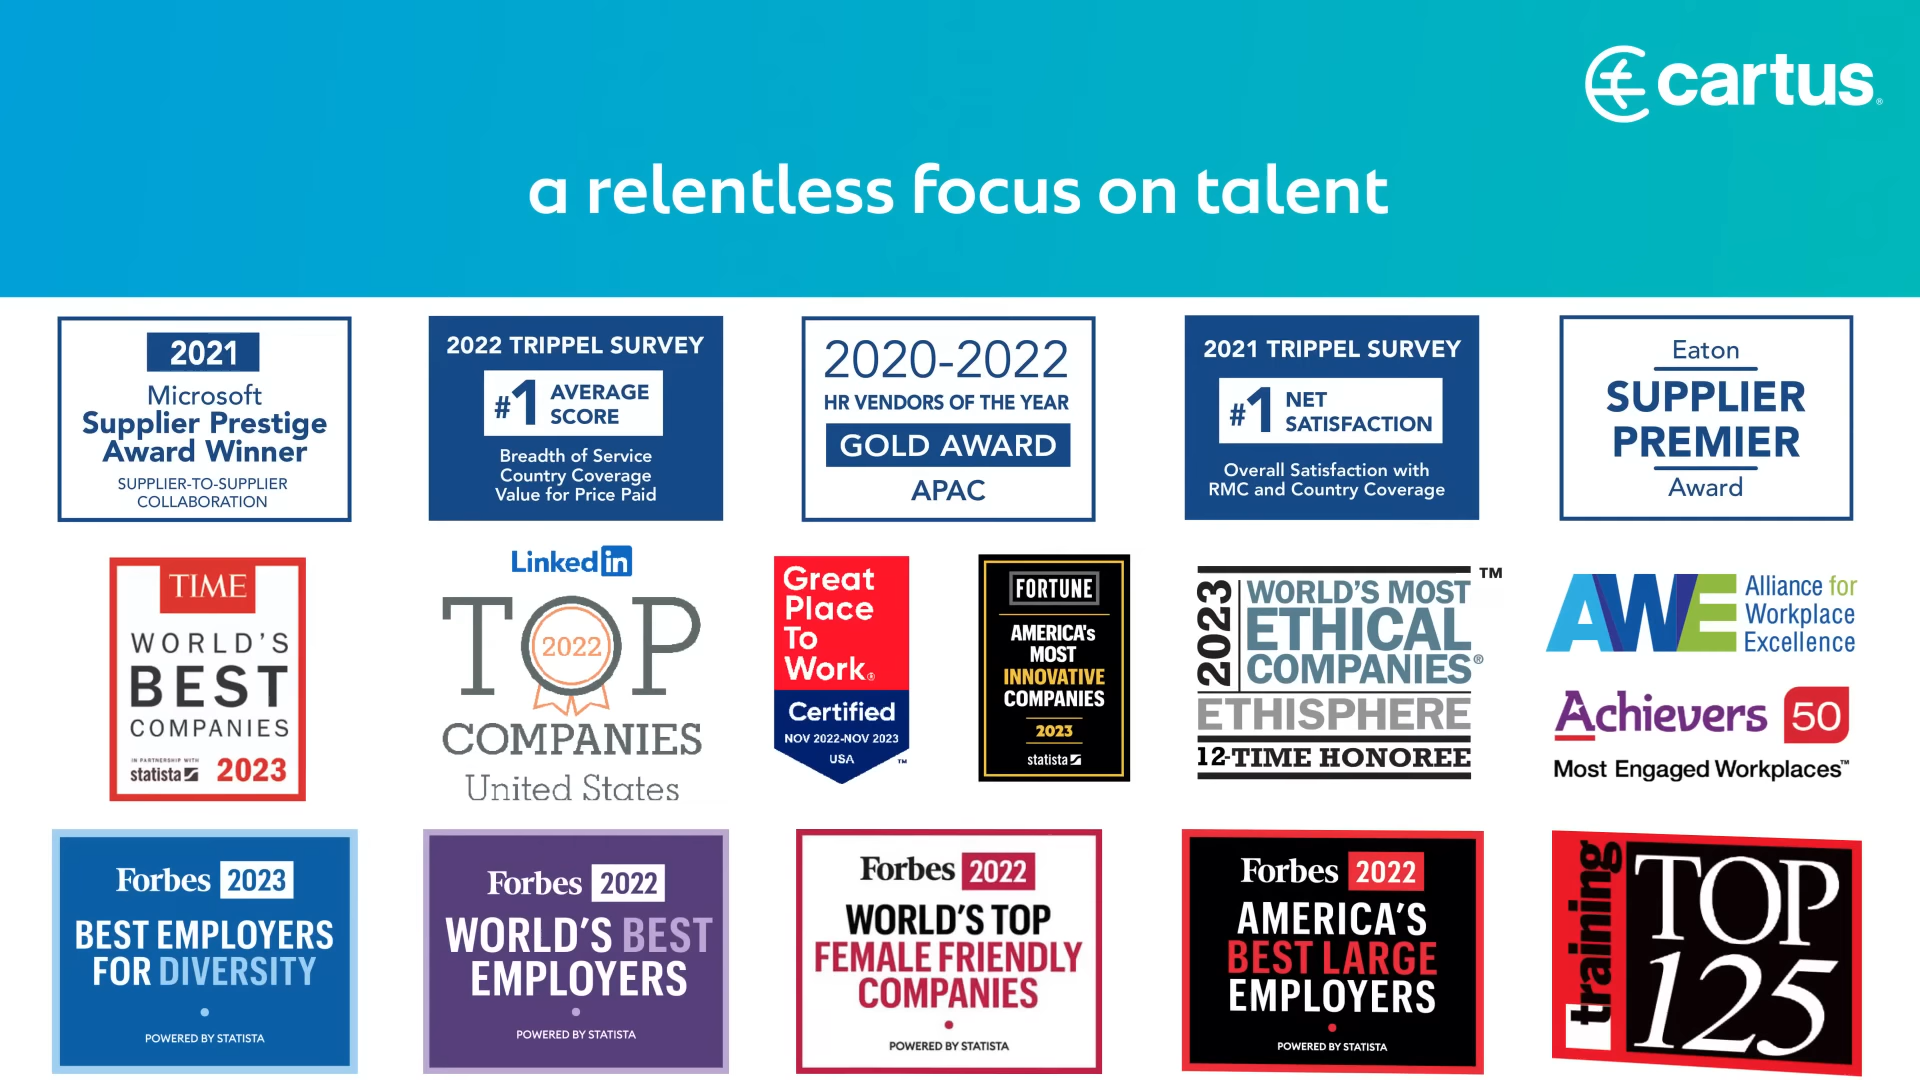 cartus®
a relentless focus on talent
2021
Microsoft
Supplier Prestige
Award Winner
SUPPLIER-TO-SUPPLIER
COLLABORATION
2022 TRIPPEL SURVEY
#1 AVERAGE
SCORE
Breadth of Service
Country Coverage
Value for Price Paid
2020-2022
HR VENDORS OF THE YEAR
GOLD AWARD
APAC
2021 TRIPPEL SURVEY
#1 NET
SATISFACTION
Overall Satisfaction with
RMC and Country Coverage
Eaton
SUPPLIER
PREMIER
Award
TIME
WORLD'S
BEST
COMPANIES
IN PARTNERSHIP WITH
statista 2023
LinkedIn
TOP
2022
COMPANIES
United States
Great
Place
To
Work®
Certified
NOV 2022-NOV 2023
USA ™
FORTUNE
AMERICA's
MOST
INNOVATIVE
COMPANIES
2023
statista
2023
WORLD'S MOST ™
ETHICAL
COMPANIES®
ETHISPHERE
12-TIME HONOREE
AWE
Alliance for
Workplace
Excellence
Achievers 50
Most Engaged Workplaces™
Forbes 2023
BEST EMPLOYERS
FOR DIVERSITY
POWERED BY STATISTA
Forbes 2022
WORLD'S BEST
EMPLOYERS
POWERED BY STATISTA
Forbes 2022
WORLD'S TOP
FEMALE FRIENDLY
COMPANIES
POWERED BY STATISTA
Forbes 2022
AMERICA'S
BEST LARGE
EMPLOYERS
POWERED BY STATISTA
training
TOP
125